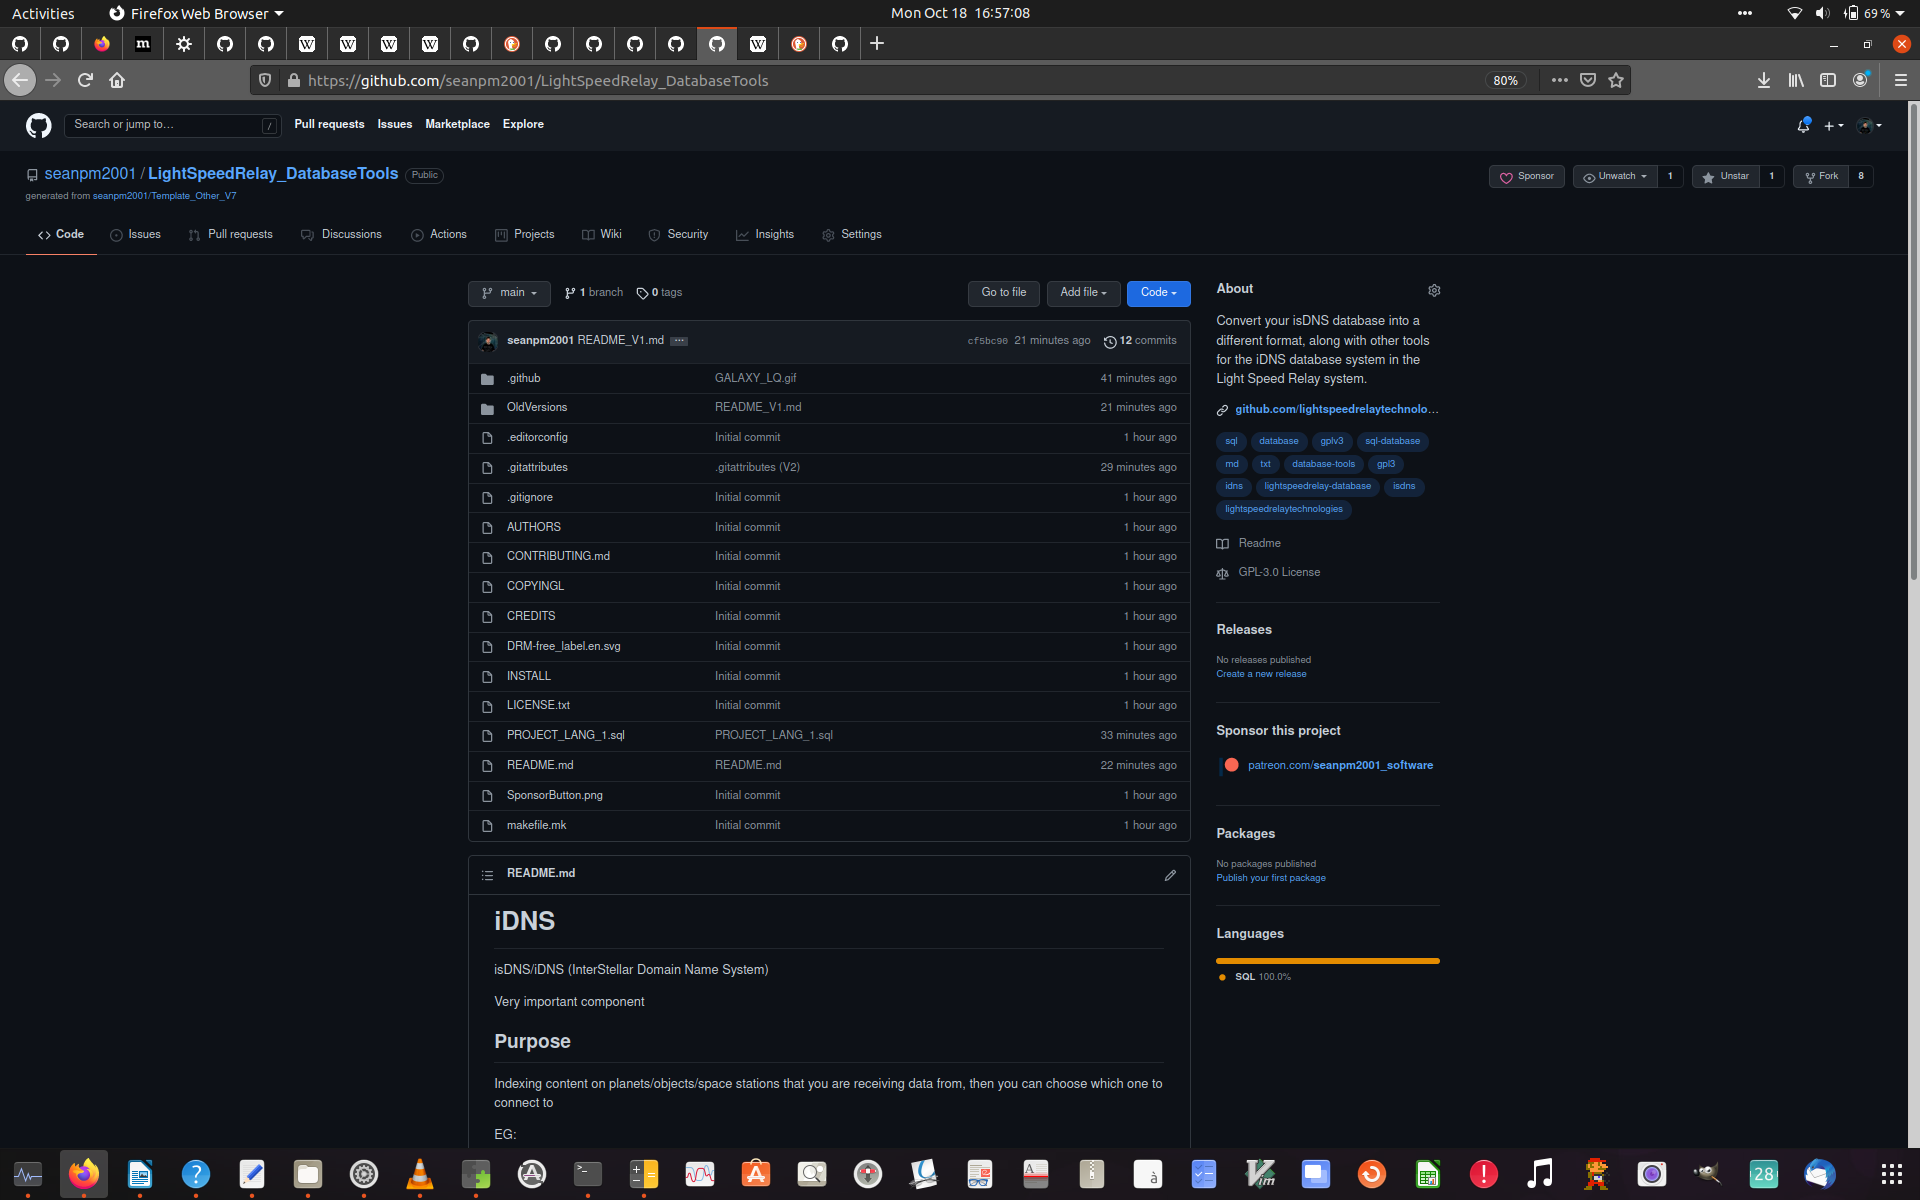 Activities
Firefox Web Browser
Mon Oct 18 16:57:08
69 %
https://github.com/seanpm2001/LightSpeedRelay_DatabaseTools
80%
Search or jump to…
/
Pull requests
Issues
Marketplace
Explore
seanpm2001 / LightSpeedRelay_DatabaseTools
Public
generated from seanpm2001/Template_Other_V7
Sponsor
Unwatch 1
Unstar 1
Fork 8
Code
Issues
Pull requests
Discussions
Actions
Projects
Wiki
Security
Insights
Settings
main
1 branch
0 tags
Go to file
Add file
Code
seanpm2001 README_V1.md
cf5bc90 21 minutes ago
12 commits
.github GALAXY_LQ.gif 41 minutes ago
OldVersions README_V1.md 21 minutes ago
.editorconfig Initial commit 1 hour ago
.gitattributes .gitattributes (V2) 29 minutes ago
.gitignore Initial commit 1 hour ago
AUTHORS Initial commit 1 hour ago
CONTRIBUTING.md Initial commit 1 hour ago
COPYINGL Initial commit 1 hour ago
CREDITS Initial commit 1 hour ago
DRM-free_label.en.svg Initial commit 1 hour ago
INSTALL Initial commit 1 hour ago
LICENSE.txt Initial commit 1 hour ago
PROJECT_LANG_1.sql PROJECT_LANG_1.sql 33 minutes ago
README.md README.md 22 minutes ago
SponsorButton.png Initial commit 1 hour ago
makefile.mk Initial commit 1 hour ago
README.md
iDNS
isDNS/iDNS (InterStellar Domain Name System)
Very important component
Purpose
Indexing content on planets/objects/space stations that you are receiving data from, then you can choose which one to
connect to
EG:
About
Convert your isDNS database into a
different format, along with other tools
for the iDNS database system in the
Light Speed Relay system.
github.com/lightspeedrelaytechnolo…
sql database gplv3 sql-database
md txt database-tools gpl3
idns lightspeedrelay-database isdns
lightspeedrelaytechnologies
Readme
GPL-3.0 License
Releases
No releases published
Create a new release
Sponsor this project
patreon.com/seanpm2001_software
Packages
No packages published
Publish your first package
Languages
SQL 100.0%
28